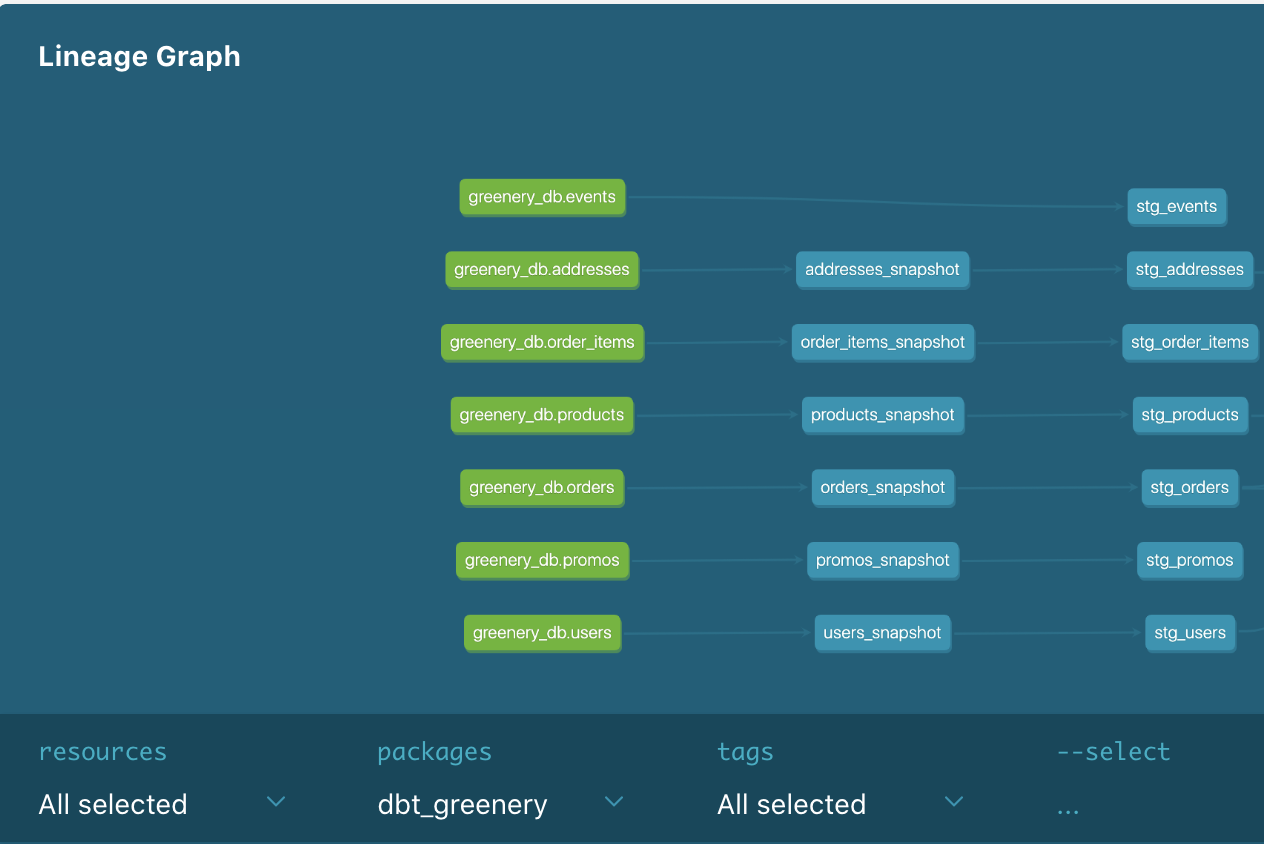 Lineage Graph
greenery_db.events
stg_events
greenery_db.addresses
addresses_snapshot
stg_addresses
greenery_db.order_items
order_items_snapshot
stg_order_items
greenery_db.products
products_snapshot
stg_products
greenery_db.orders
orders_snapshot
stg_orders
greenery_db.promos
promos_snapshot
stg_promos
greenery_db.users
users_snapshot
stg_users
resources
packages
tags
--select
All selected
dbt_greenery
All selected
...